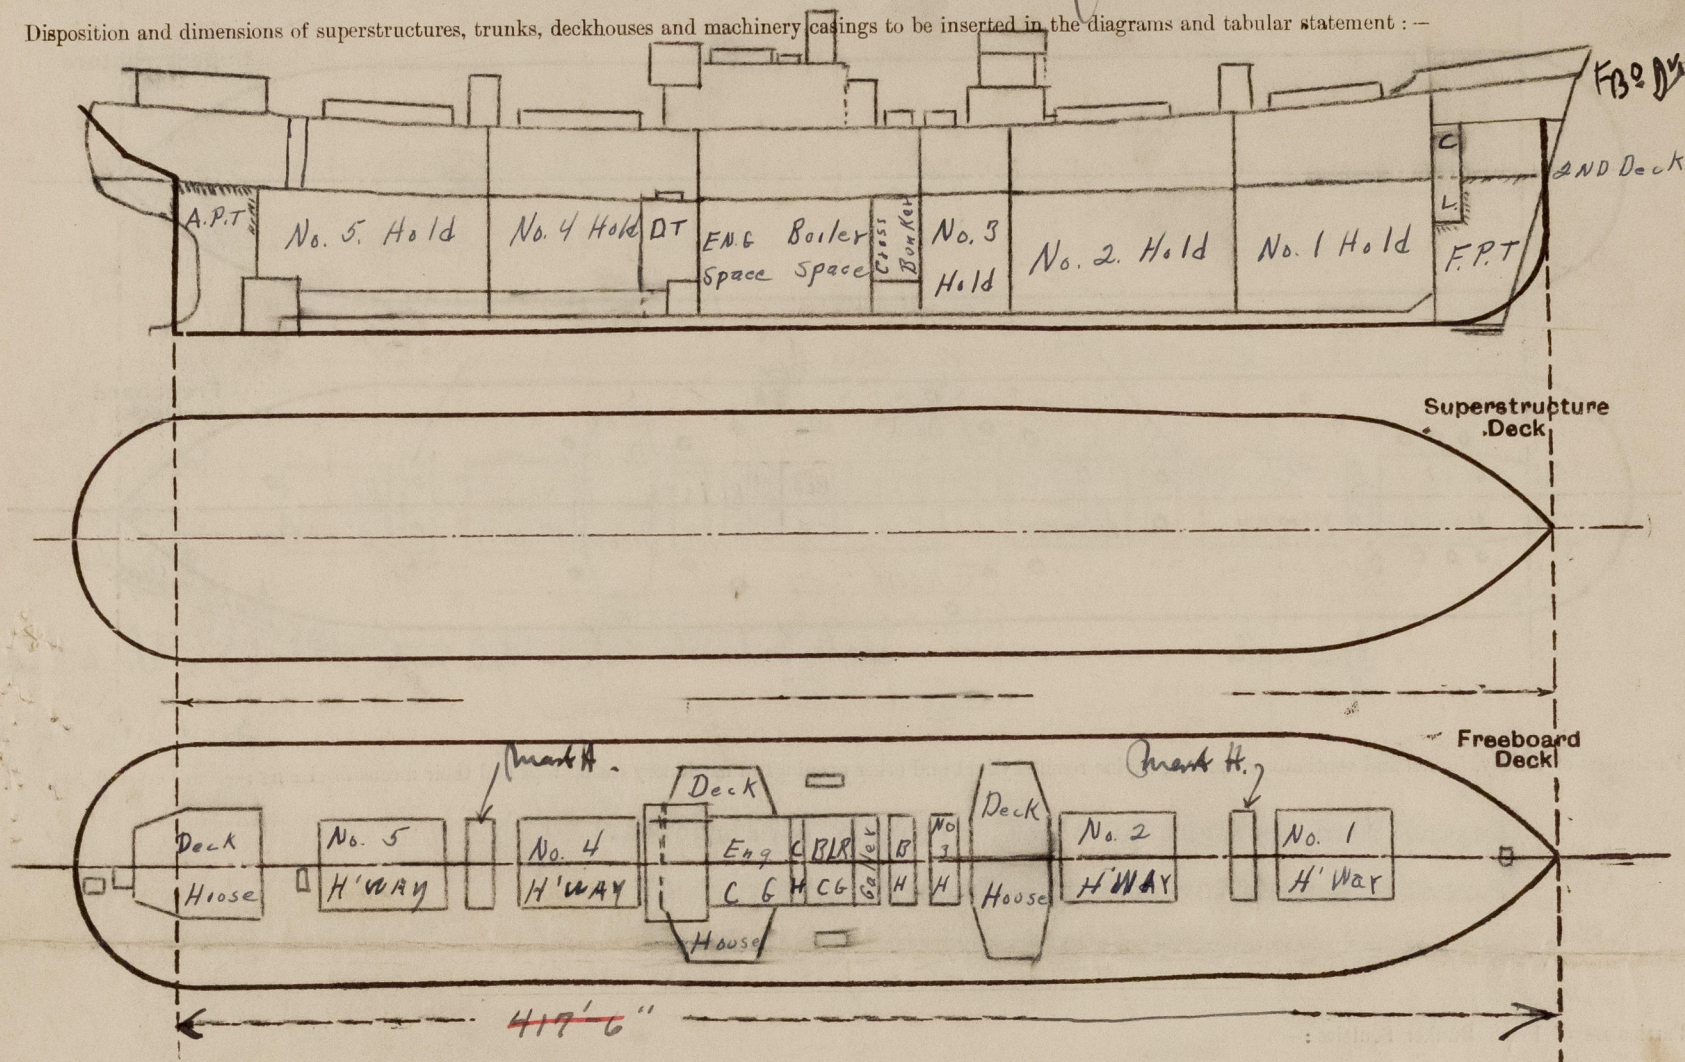 Disposition and dimensions of superstructures, trunks, deckhouses and machinery casings to be inserted in the diagrams and tabular statement : —
FBD Dk
2ND Deck
C
L.
A.P.T
No. 5. Hold
No. 4 Hold
DT
ENG
Space
Boiler
Space
Cross
Bunker
No. 3
Hold
No. 2. Hold
No. 1 Hold
F.P.T
Superstructure
Deck
Freeboard
Deck
Mast H.
Mast H.
Deck
House
No. 5
H'WAY
No. 4
H'WAY
Deck
House
Eng
C G
C
H
BLR
CG
Galley
B
H
No
3
H
Deck
House
No. 2
H'WAY
No. 1
H'Way
417'-6"